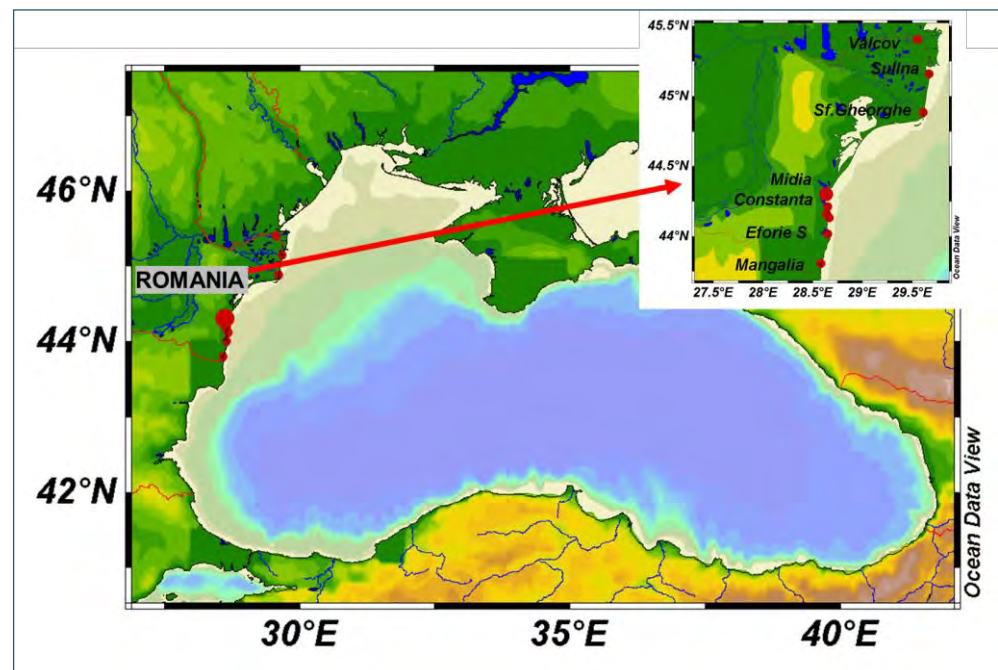 45.5°N
Valcov
Sulina
45°N
Sf.Gheorghe
44.5°N
Midia
Constanta
Eforie S
44°N
Mangalia
27.5°E 28°E 28.5°E 29°E 29.5°E
Ocean Data View
46°N
ROMANIA
44°N
42°N
30°E 35°E 40°E
Ocean Data View